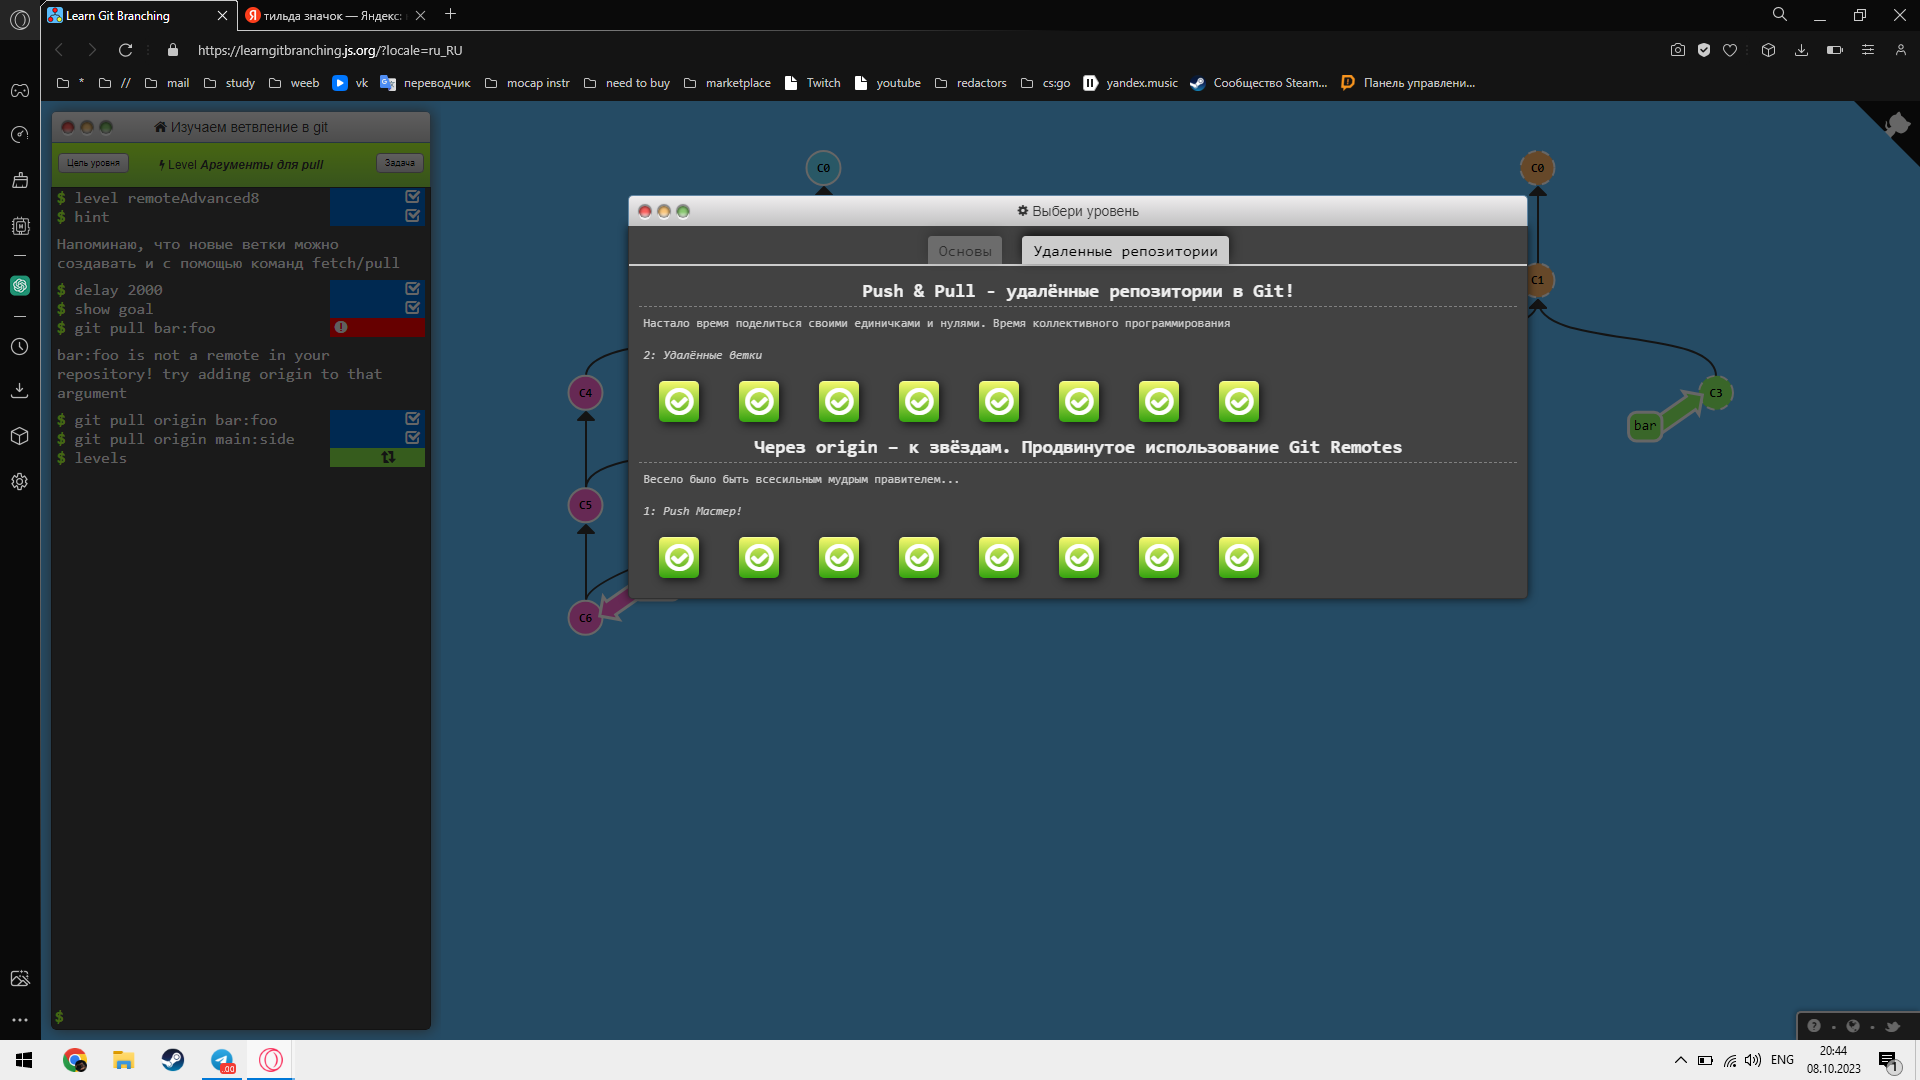 Learn Git Branching
тильда значок — Яндекс:
https://learngitbranching.js.org/?locale=ru_RU
*
//
mail
study
weeb
vk
переводчик
mocap instr
need to buy
marketplace
Twitch
youtube
redactors
cs:go
yandex.music
Сообщество Steam...
Панель управлени...
Изучаем ветвление в git
Цель уровня
Level Аргументы для pull
Задача
$ level remoteAdvanced8
$ hint
Напоминаю, что новые ветки можно
создавать и с помощью команд fetch/pull
$ delay 2000
$ show goal
$ git pull bar:foo
bar:foo is not a remote in your
repository! try adding origin to that
argument
$ git pull origin bar:foo
$ git pull origin main:side
$ levels
$
C0
C4
C5
C6
Выбери уровень
Основы
Удаленные репозитории
Push & Pull - удалённые репозитории в Git!
Настало время поделиться своими единичками и нулями. Время коллективного программирования
2: Удалённые ветки
Через origin – к звёздам. Продвинутое использование Git Remotes
Весело было быть всесильным мудрым правителем...
1: Push Мастер!
C0
C1
C3
bar
.00
ENG
20:44
08.10.2023
1